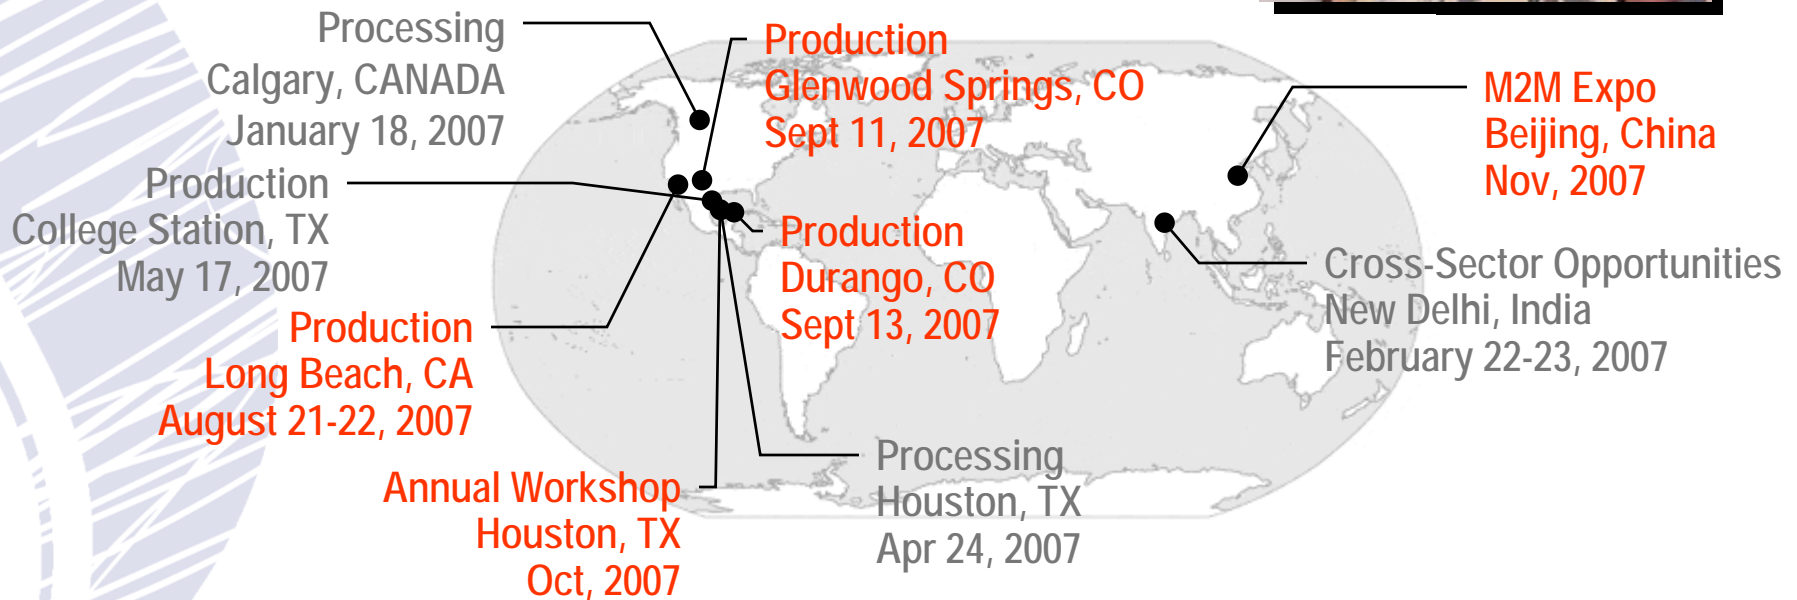 Processing
Calgary, CANADA
January 18, 2007
Production
Glenwood Springs, CO
Sept 11, 2007
M2M Expo
Beijing, China
Nov, 2007
Production
College Station, TX
May 17, 2007
Production
Durango, CO
Sept 13, 2007
Cross-Sector Opportunities
New Delhi, India
February 22-23, 2007
Production
Long Beach, CA
August 21-22, 2007
Processing
Houston, TX
Apr 24, 2007
Annual Workshop
Houston, TX
Oct, 2007